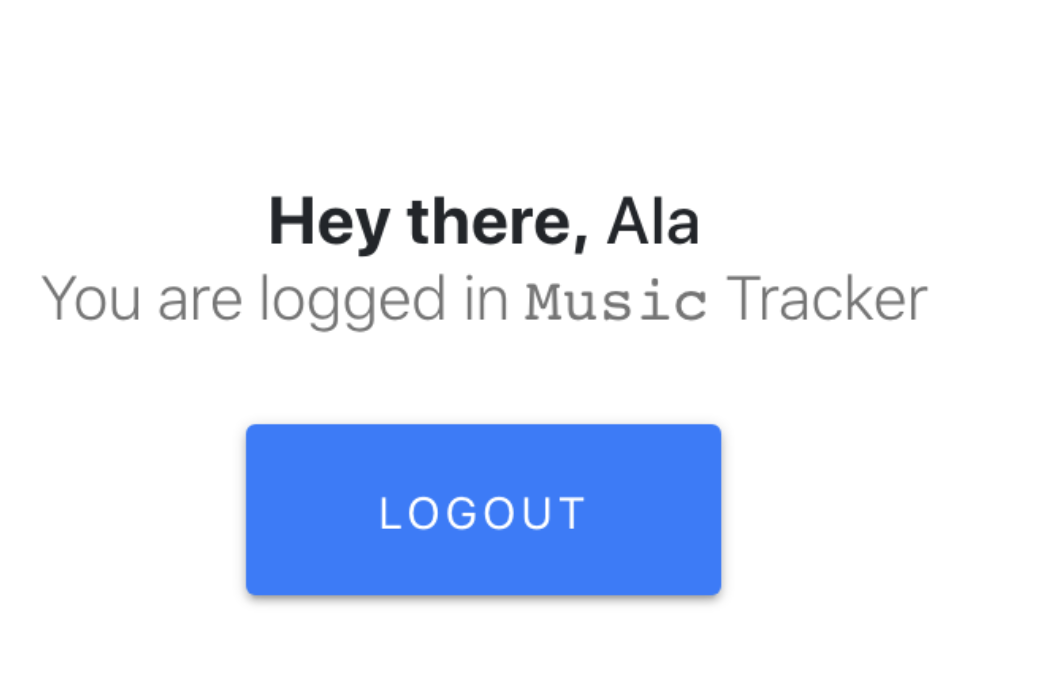 Hey there, Ala
You are logged in Music Tracker
LOGOUT